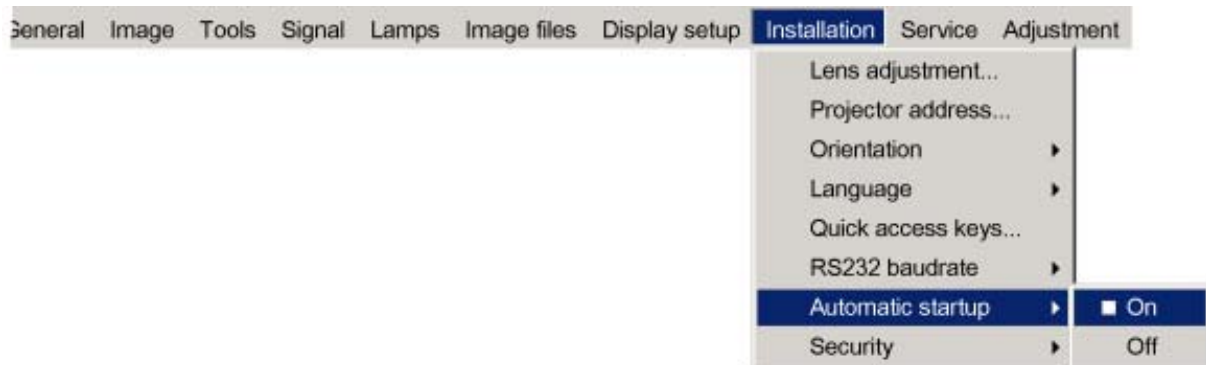 General Image Tools Signal Lamps Image files Display setup Installation Service Adjustment
Lens adjustment...
Projector address...
Orientation
Language
Quick access keys...
RS232 baudrate
Automatic startup On
Security Off